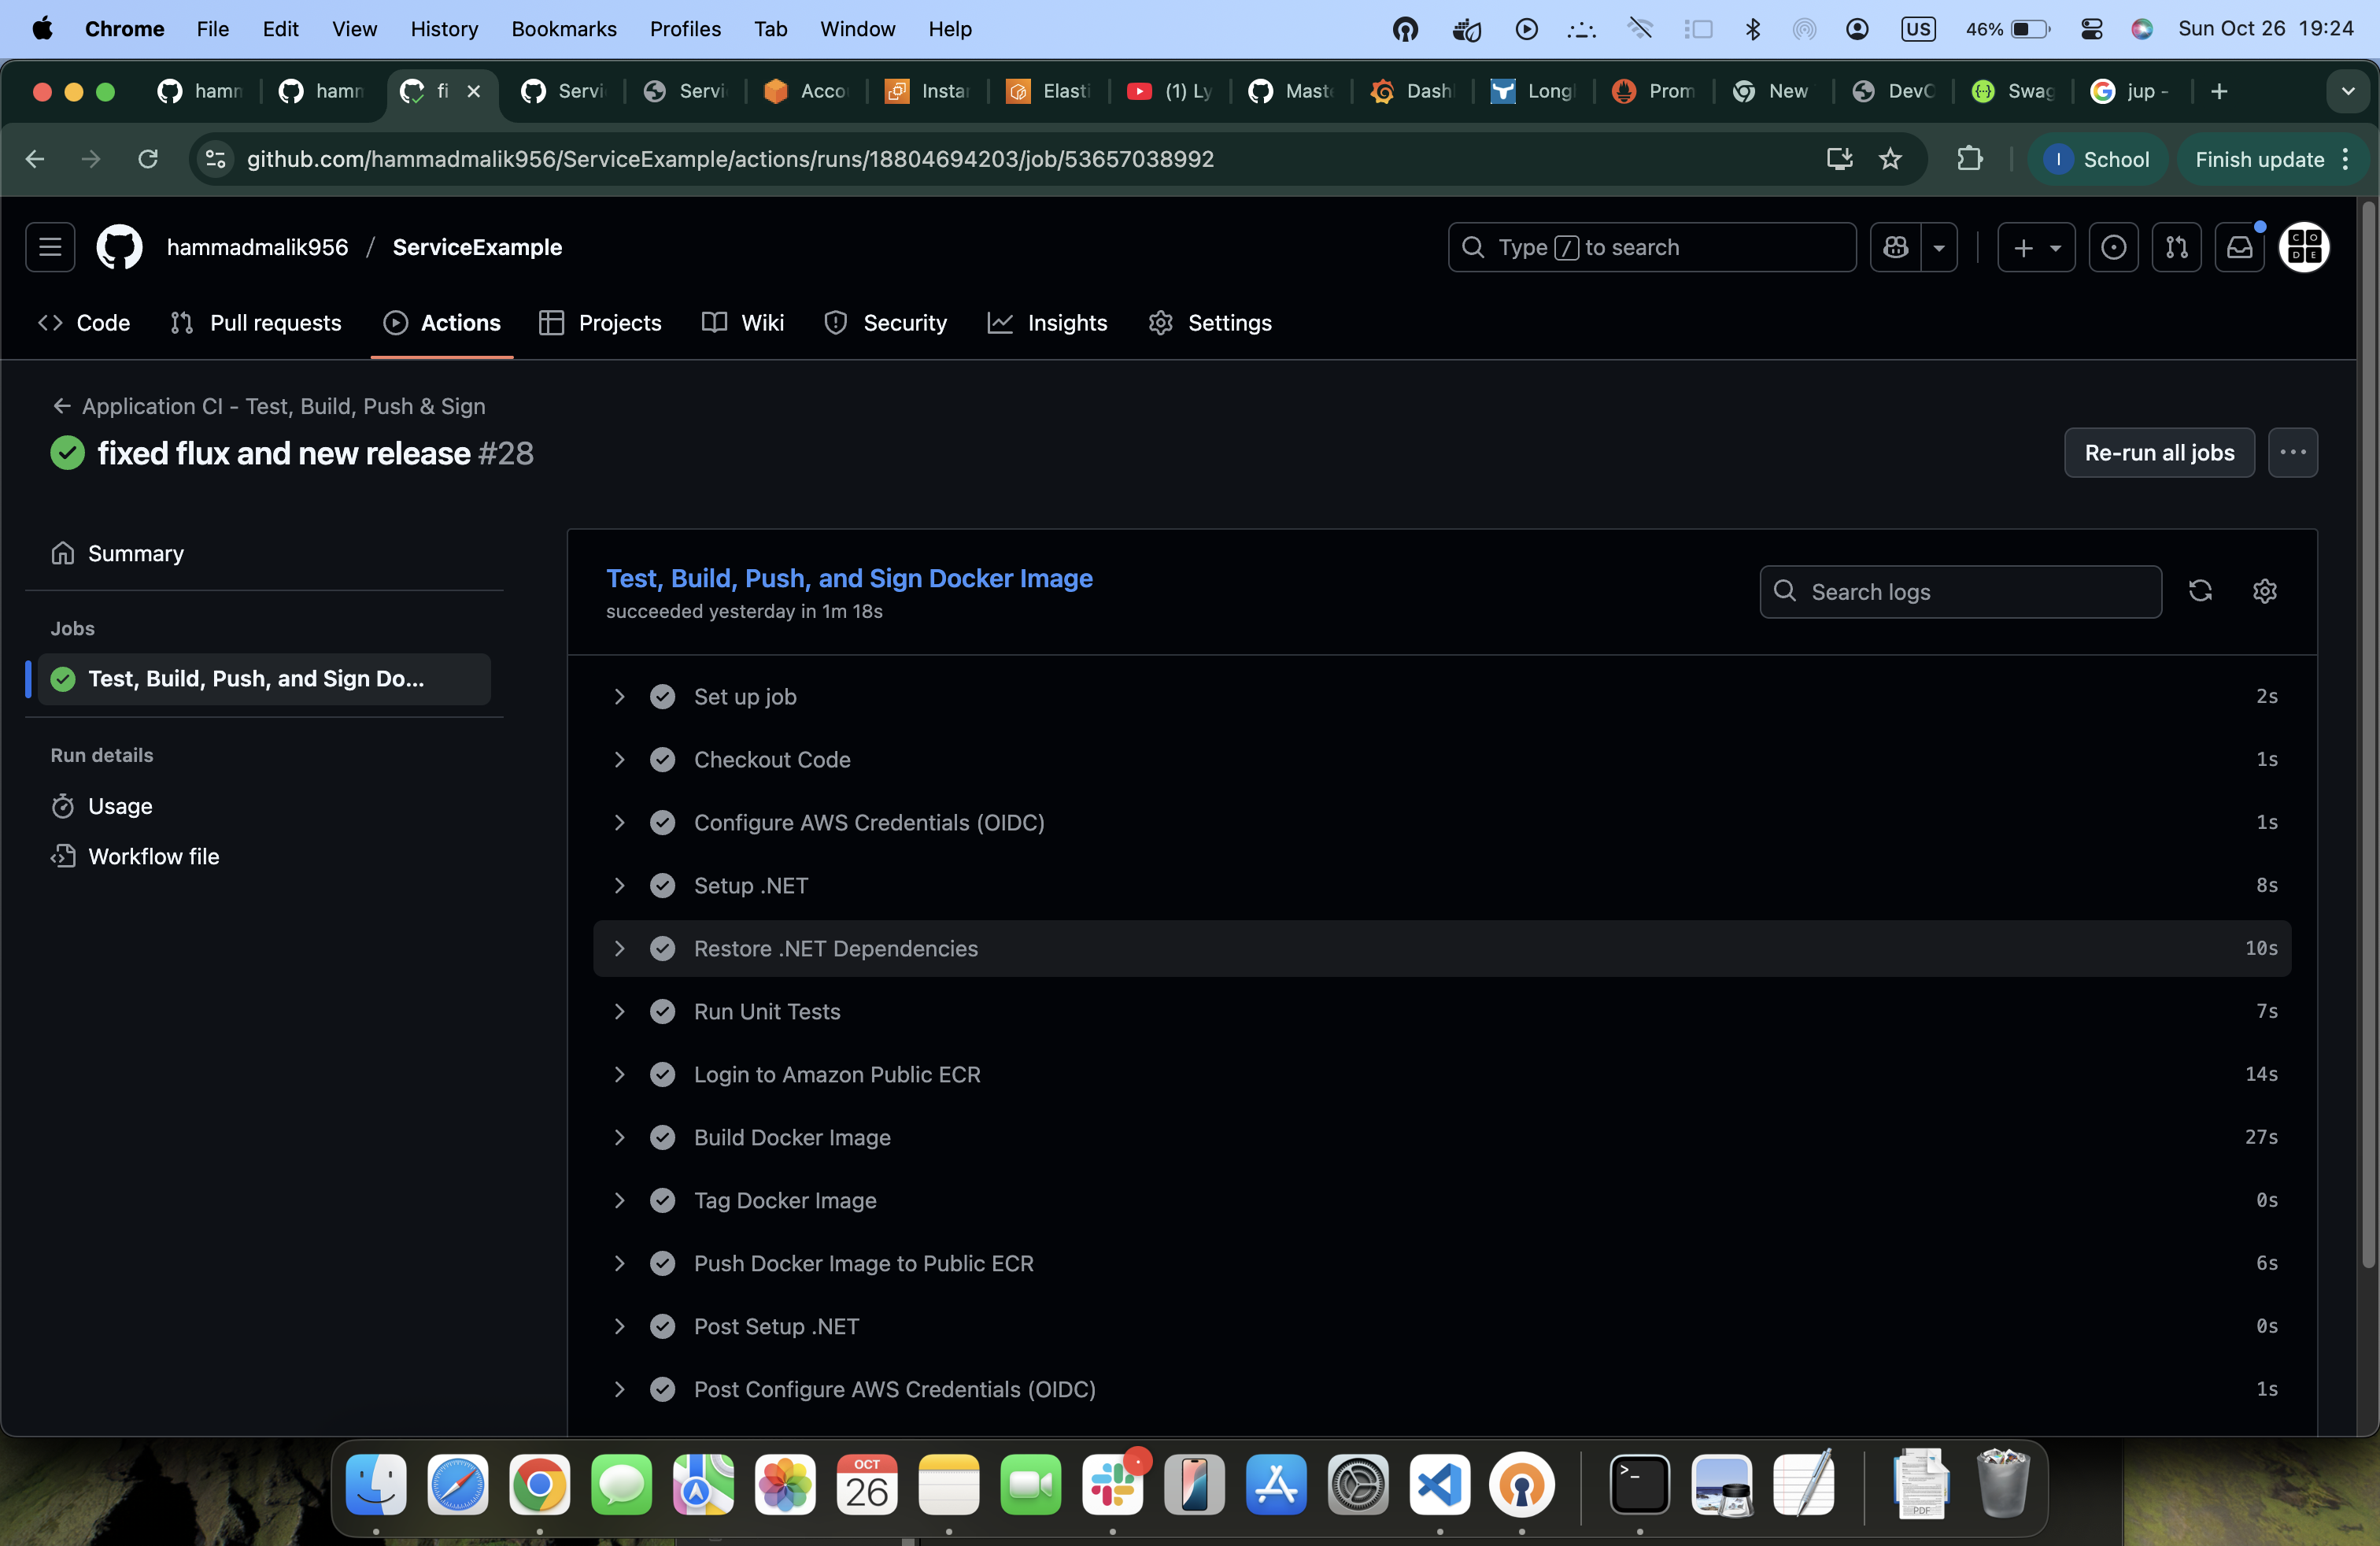 Chrome File Edit View History Bookmarks Profiles Tab Window Help US 46% Sun Oct 26 19:24
hamm hamm fi Servi Servi Acco Instan Elasti (1) Ly Maste Dash Longl Prom New DevO Swag jup -
github.com/hammadmalik956/ServiceExample/actions/runs/18804694203/job/53657038992 I School Finish update
hammadmalik956 / ServiceExample Type / to search CODE
Code Pull requests Actions Projects Wiki Security Insights Settings
Application CI - Test, Build, Push & Sign
fixed flux and new release #28 Re-run all jobs
Summary
Jobs
Test, Build, Push, and Sign Do...
Run details
Usage
Workflow file
Test, Build, Push, and Sign Docker Image
succeeded yesterday in 1m 18s
Search logs
Set up job 2s
Checkout Code 1s
Configure AWS Credentials (OIDC) 1s
Setup .NET 8s
Restore .NET Dependencies 10s
Run Unit Tests 7s
Login to Amazon Public ECR 14s
Build Docker Image 27s
Tag Docker Image 0s
Push Docker Image to Public ECR 6s
Post Setup .NET 0s
Post Configure AWS Credentials (OIDC) 1s
OCT
26
>_
PDF